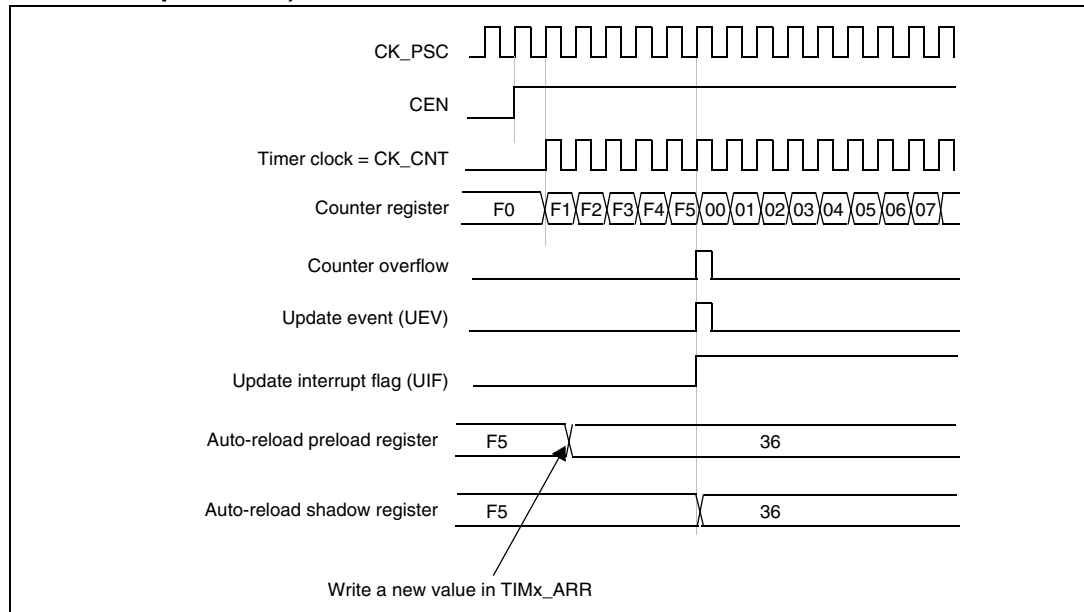 CK_PSC
CEN
Timer clock = CK_CNT
Counter register F0 F1 F2 F3 F4 F5 00 01 02 03 04 05 06 07
Counter overflow
Update event (UEV)
Update interrupt flag (UIF)
Auto-reload preload register F5 36
Auto-reload shadow register F5 36
Write a new value in TIMx_ARR